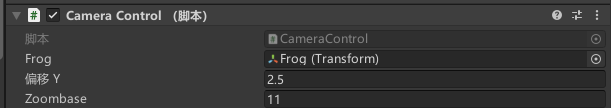 Camera Control （脚本）
脚本 CameraControl
Frog Frog (Transform)
偏移 Y 2.5
Zoombase 11